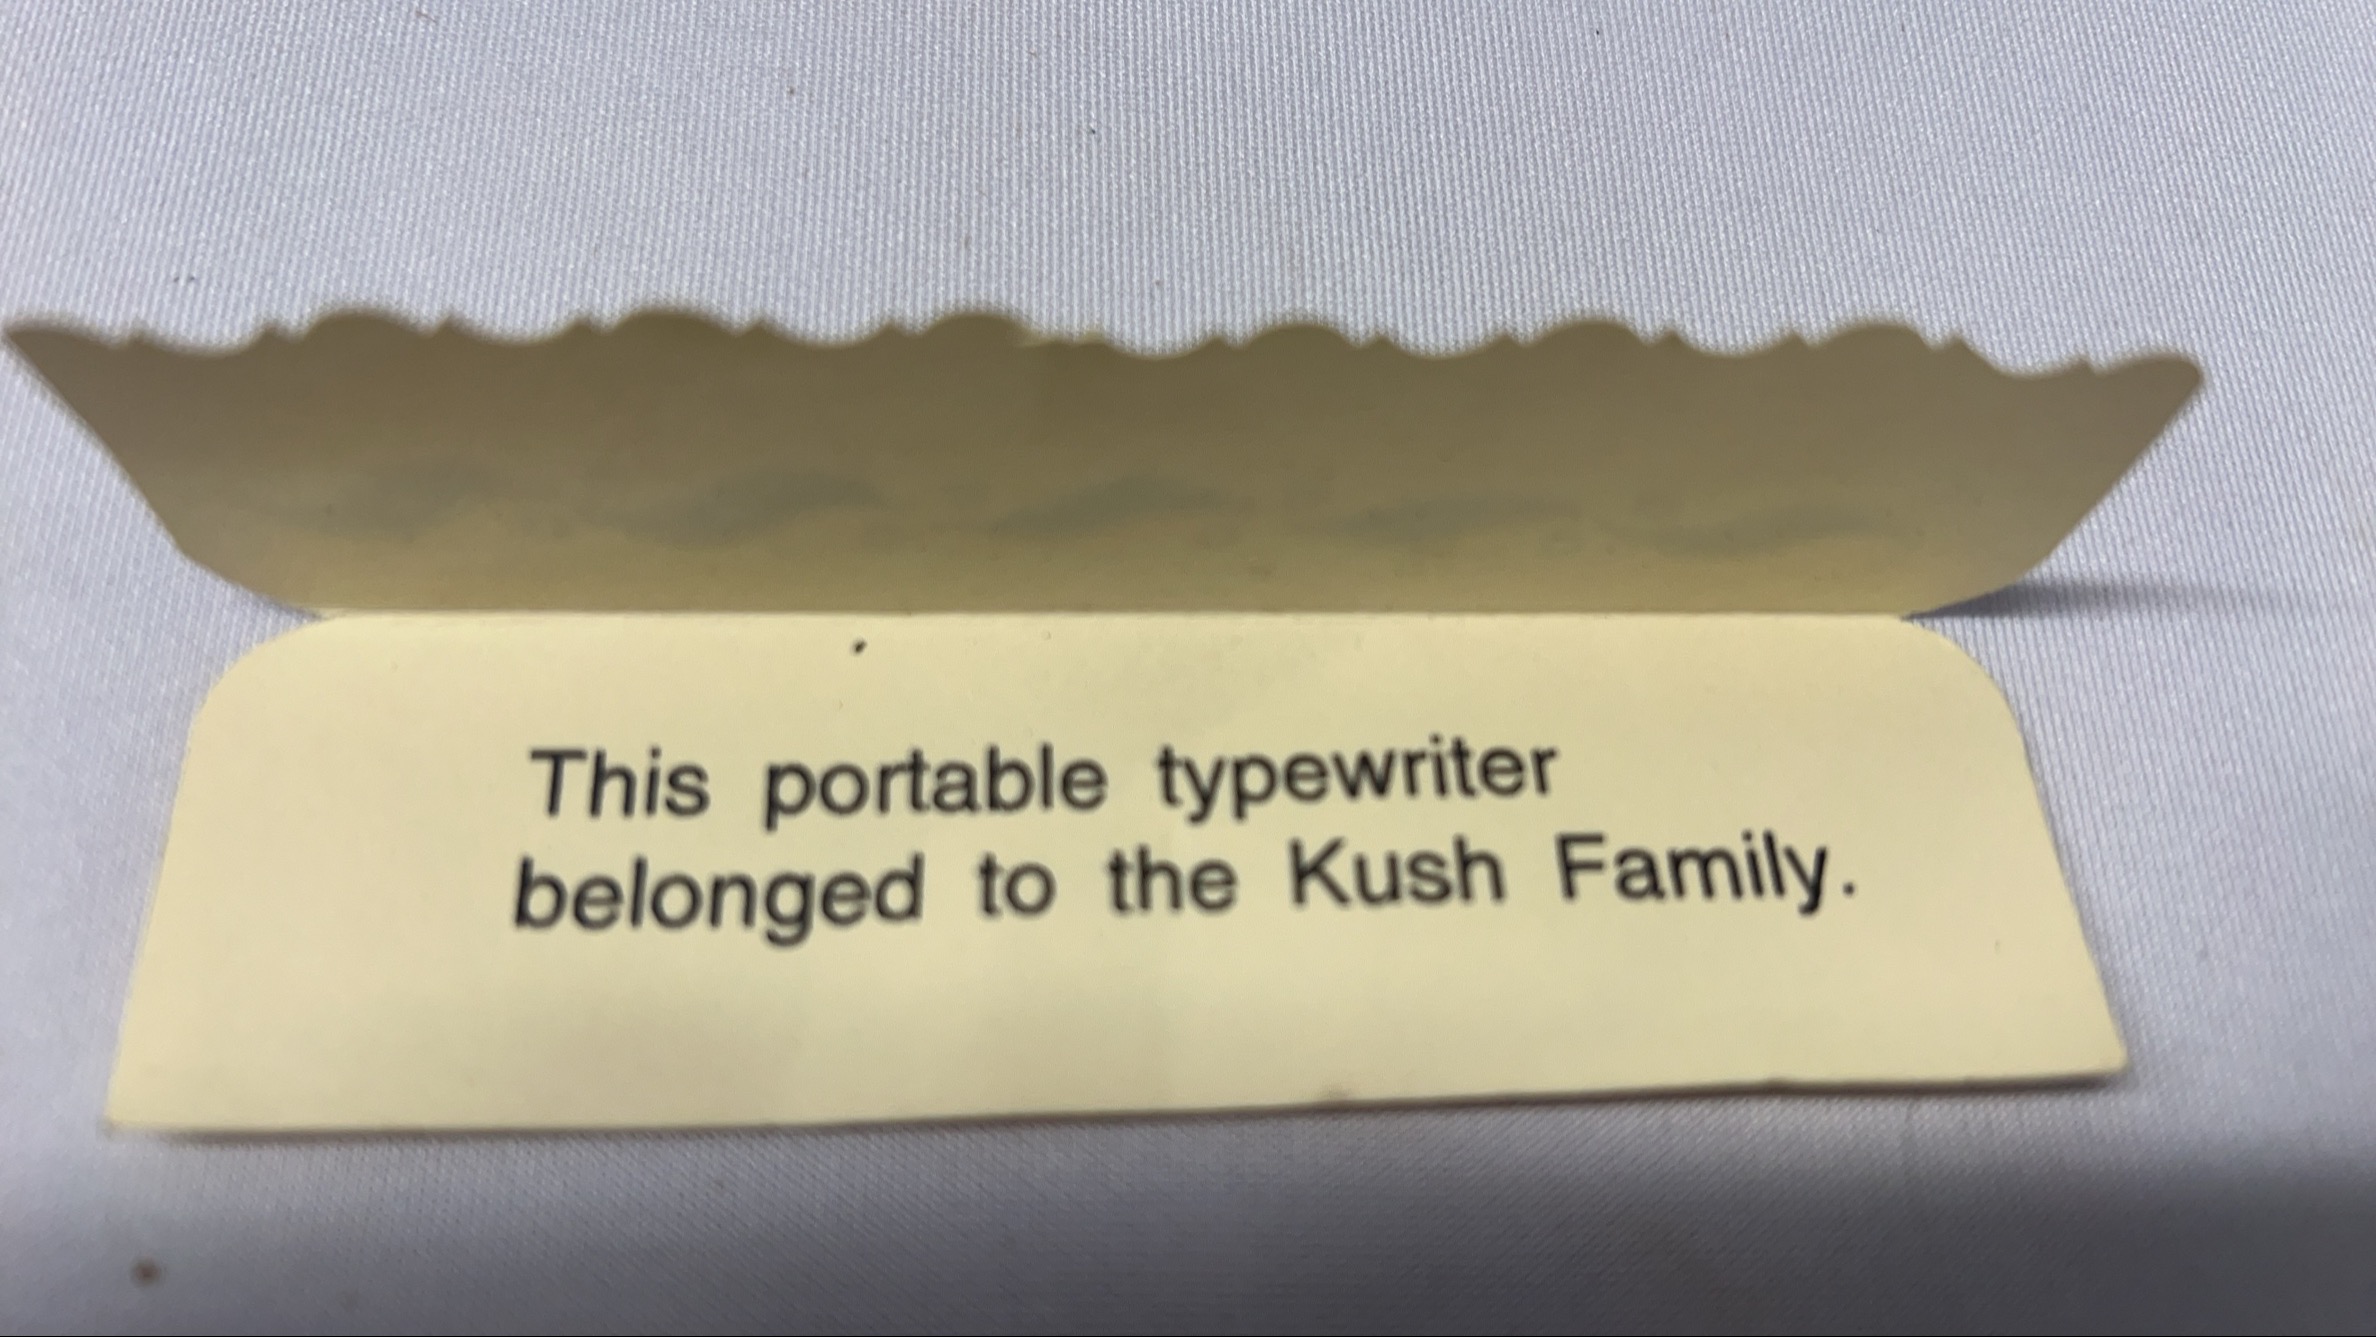 This portable typewriter
belonged to the Kush Family.